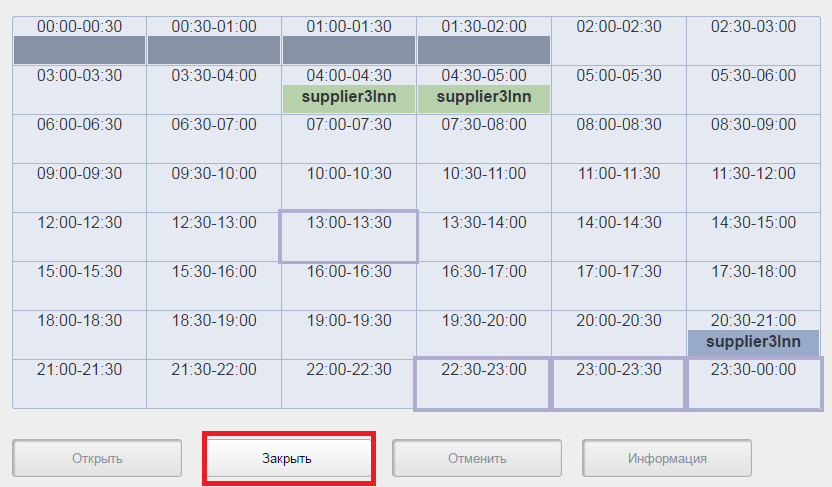 00:00-00:30 00:30-01:00 01:00-01:30 01:30-02:00 02:00-02:30 02:30-03:00
03:00-03:30 03:30-04:00 04:00-04:30 04:30-05:00 05:00-05:30 05:30-06:00
supplier3lnn supplier3lnn
06:00-06:30 06:30-07:00 07:00-07:30 07:30-08:00 08:00-08:30 08:30-09:00
09:00-09:30 09:30-10:00 10:00-10:30 10:30-11:00 11:00-11:30 11:30-12:00
12:00-12:30 12:30-13:00 13:00-13:30 13:30-14:00 14:00-14:30 14:30-15:00
15:00-15:30 15:30-16:00 16:00-16:30 16:30-17:00 17:00-17:30 17:30-18:00
18:00-18:30 18:30-19:00 19:00-19:30 19:30-20:00 20:00-20:30 20:30-21:00
supplier3lnn
21:00-21:30 21:30-22:00 22:00-22:30 22:30-23:00 23:00-23:30 23:30-00:00
Открыть Закрыть Отменить Информация